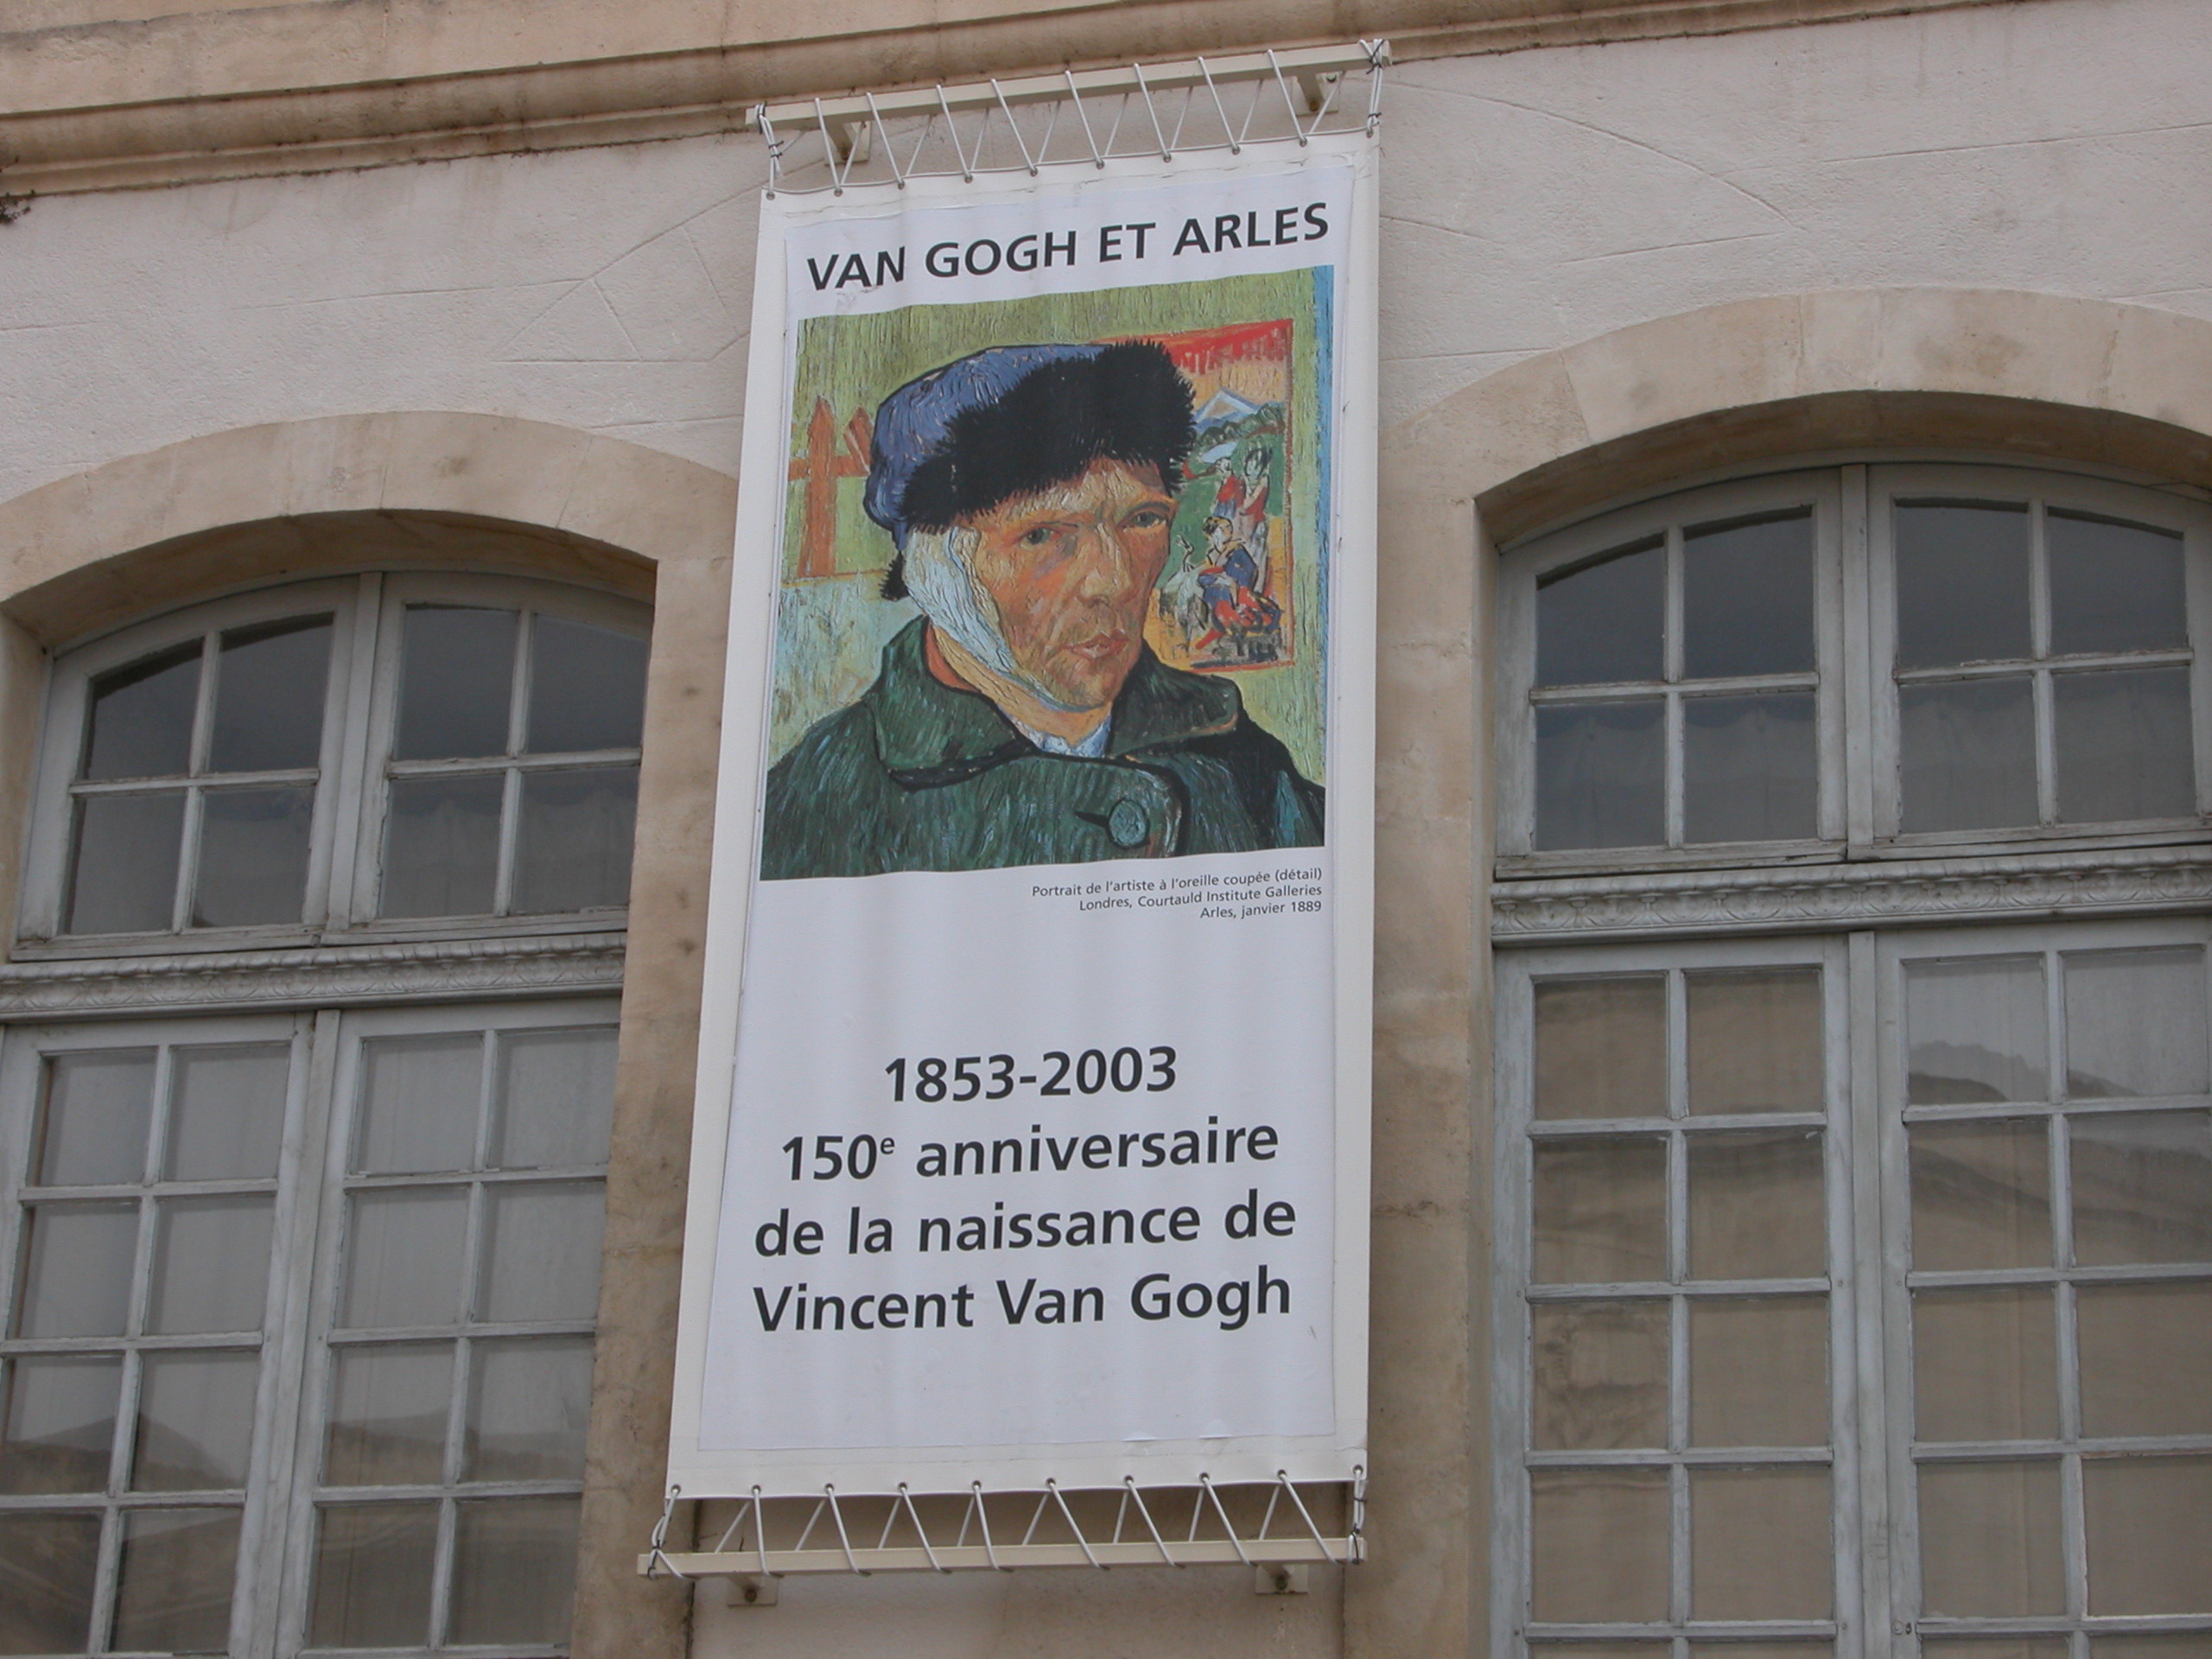 VAN GOGH ET ARLES
Portrait de l'artiste à l'oreille coupée (détail)
Londres, Courtauld Institute Galleries
Arles, janvier 1889
1853-2003
150e anniversaire
de la naissance de
Vincent Van Gogh